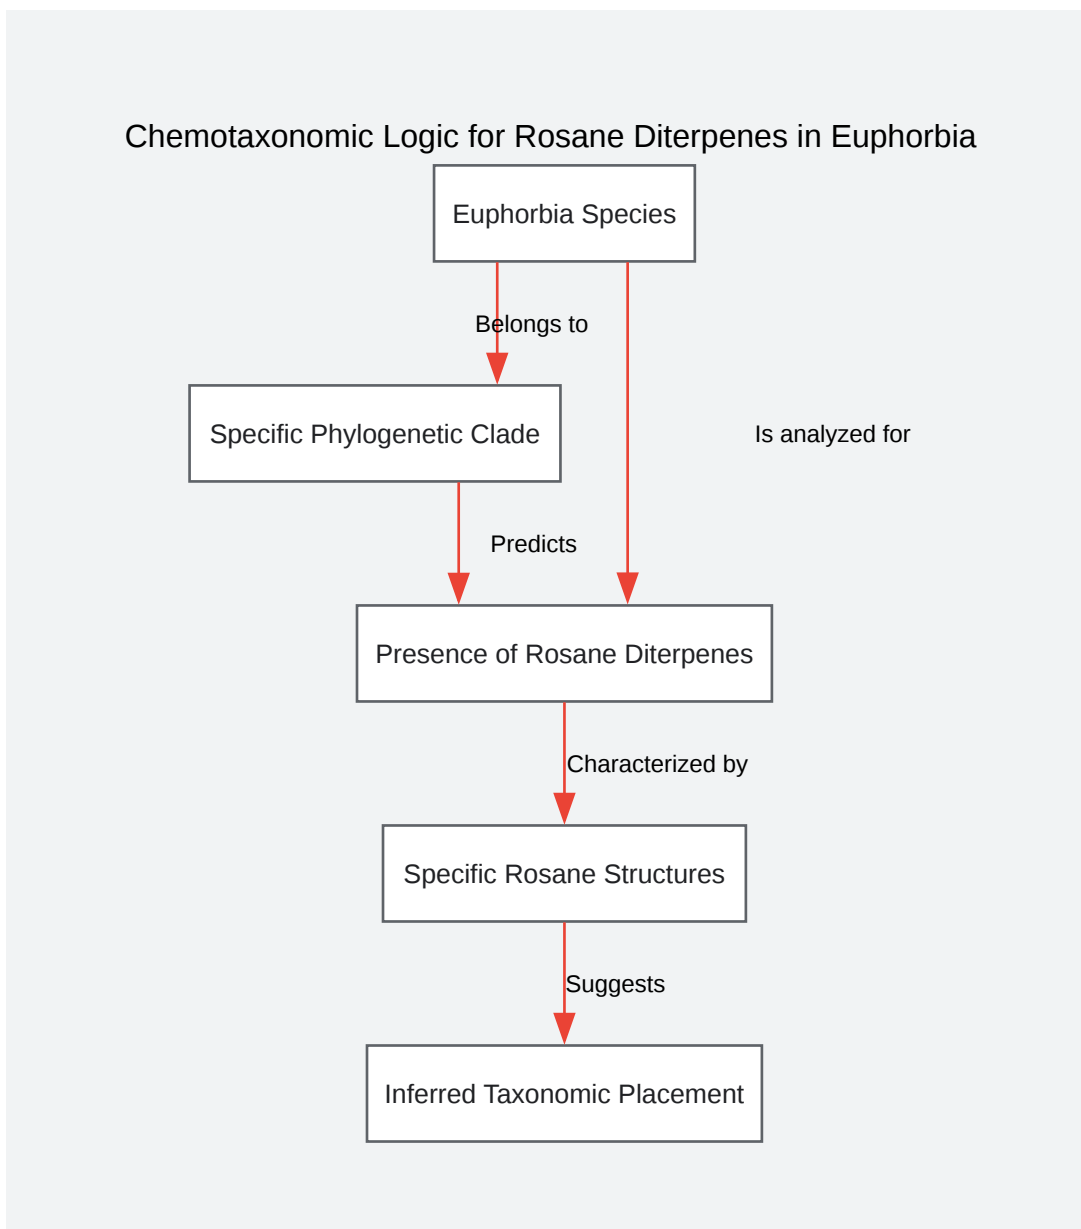 Chemotaxonomic Logic for Rosane Diterpenes in Euphorbia
Euphorbia Species
Belongs to
Specific Phylogenetic Clade
Is analyzed for
Predicts
Presence of Rosane Diterpenes
Characterized by
Specific Rosane Structures
Suggests
Inferred Taxonomic Placement